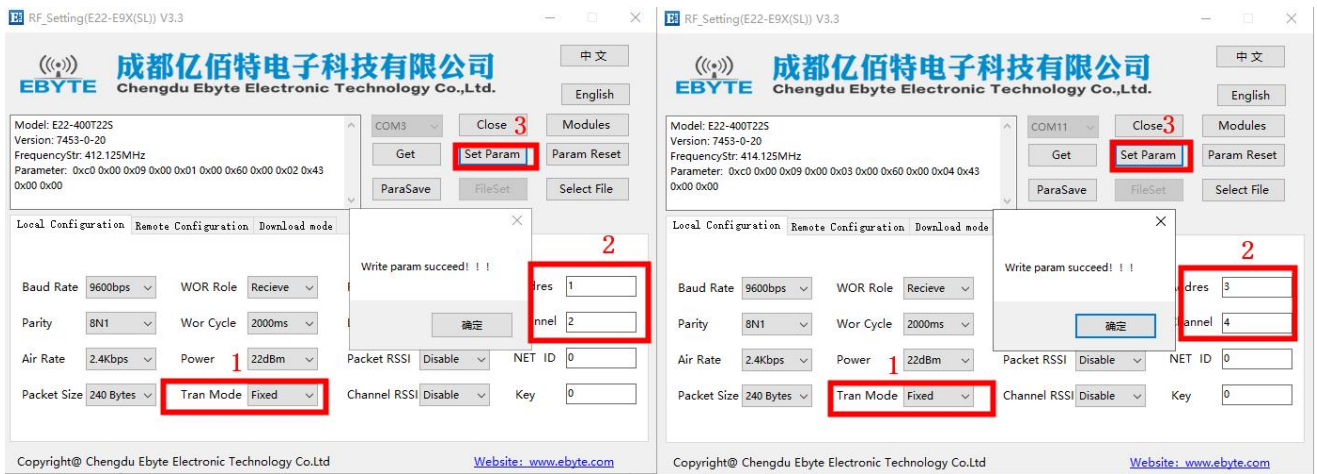 RF_Setting(E22-E9X(SL)) V3.3
成都亿佰特电子科技有限公司
EBYTE Chengdu Ebyte Electronic Technology Co.,Ltd.
中文
English
Model: E22-400T22S
Version: 7453-0-20
FrequencyStr: 412.125MHz
Parameter: 0xc0 0x00 0x09 0x00 0x01 0x00 0x60 0x00 0x02 0x43
0x00 0x00
COM3 Close 3 Modules
Get Set Param Param Reset
ParaSave FileSet Select File
Local Configuration Remote Configuration Download mode
Write param succeed! ! !
确定
2
Baud Rate 9600bps WOR Role Recieve dres 1
Parity 8N1 Wor Cycle 2000ms nnel 2
Air Rate 2.4Kbps 1 Power 22dBm Packet RSSI Disable NET ID 0
Packet Size 240 Bytes Tran Mode Fixed Channel RSSI Disable Key 0
Copyright@ Chengdu Ebyte Electronic Technology Co.Ltd Website: www.ebyte.com
RF_Setting(E22-E9X(SL)) V3.3
成都亿佰特电子科技有限公司
EBYTE Chengdu Ebyte Electronic Technology Co.,Ltd.
中文
English
Model: E22-400T22S
Version: 7453-0-20
FrequencyStr: 414.125MHz
Parameter: 0xc0 0x00 0x09 0x00 0x03 0x00 0x60 0x00 0x04 0x43
0x00 0x00
COM11 Close 3 Modules
Get Set Param Param Reset
ParaSave FileSet Select File
Local Configuration Remote Configuration Download mode
Write param succeed! ! !
确定
2
Baud Rate 9600bps WOR Role Recieve dres 3
Parity 8N1 Wor Cycle 2000ms annel 4
Air Rate 2.4Kbps 1 Power 22dBm Packet RSSI Disable NET ID 0
Packet Size 240 Bytes Tran Mode Fixed Channel RSSI Disable Key 0
Copyright@ Chengdu Ebyte Electronic Technology Co.Ltd Website: www.ebyte.com